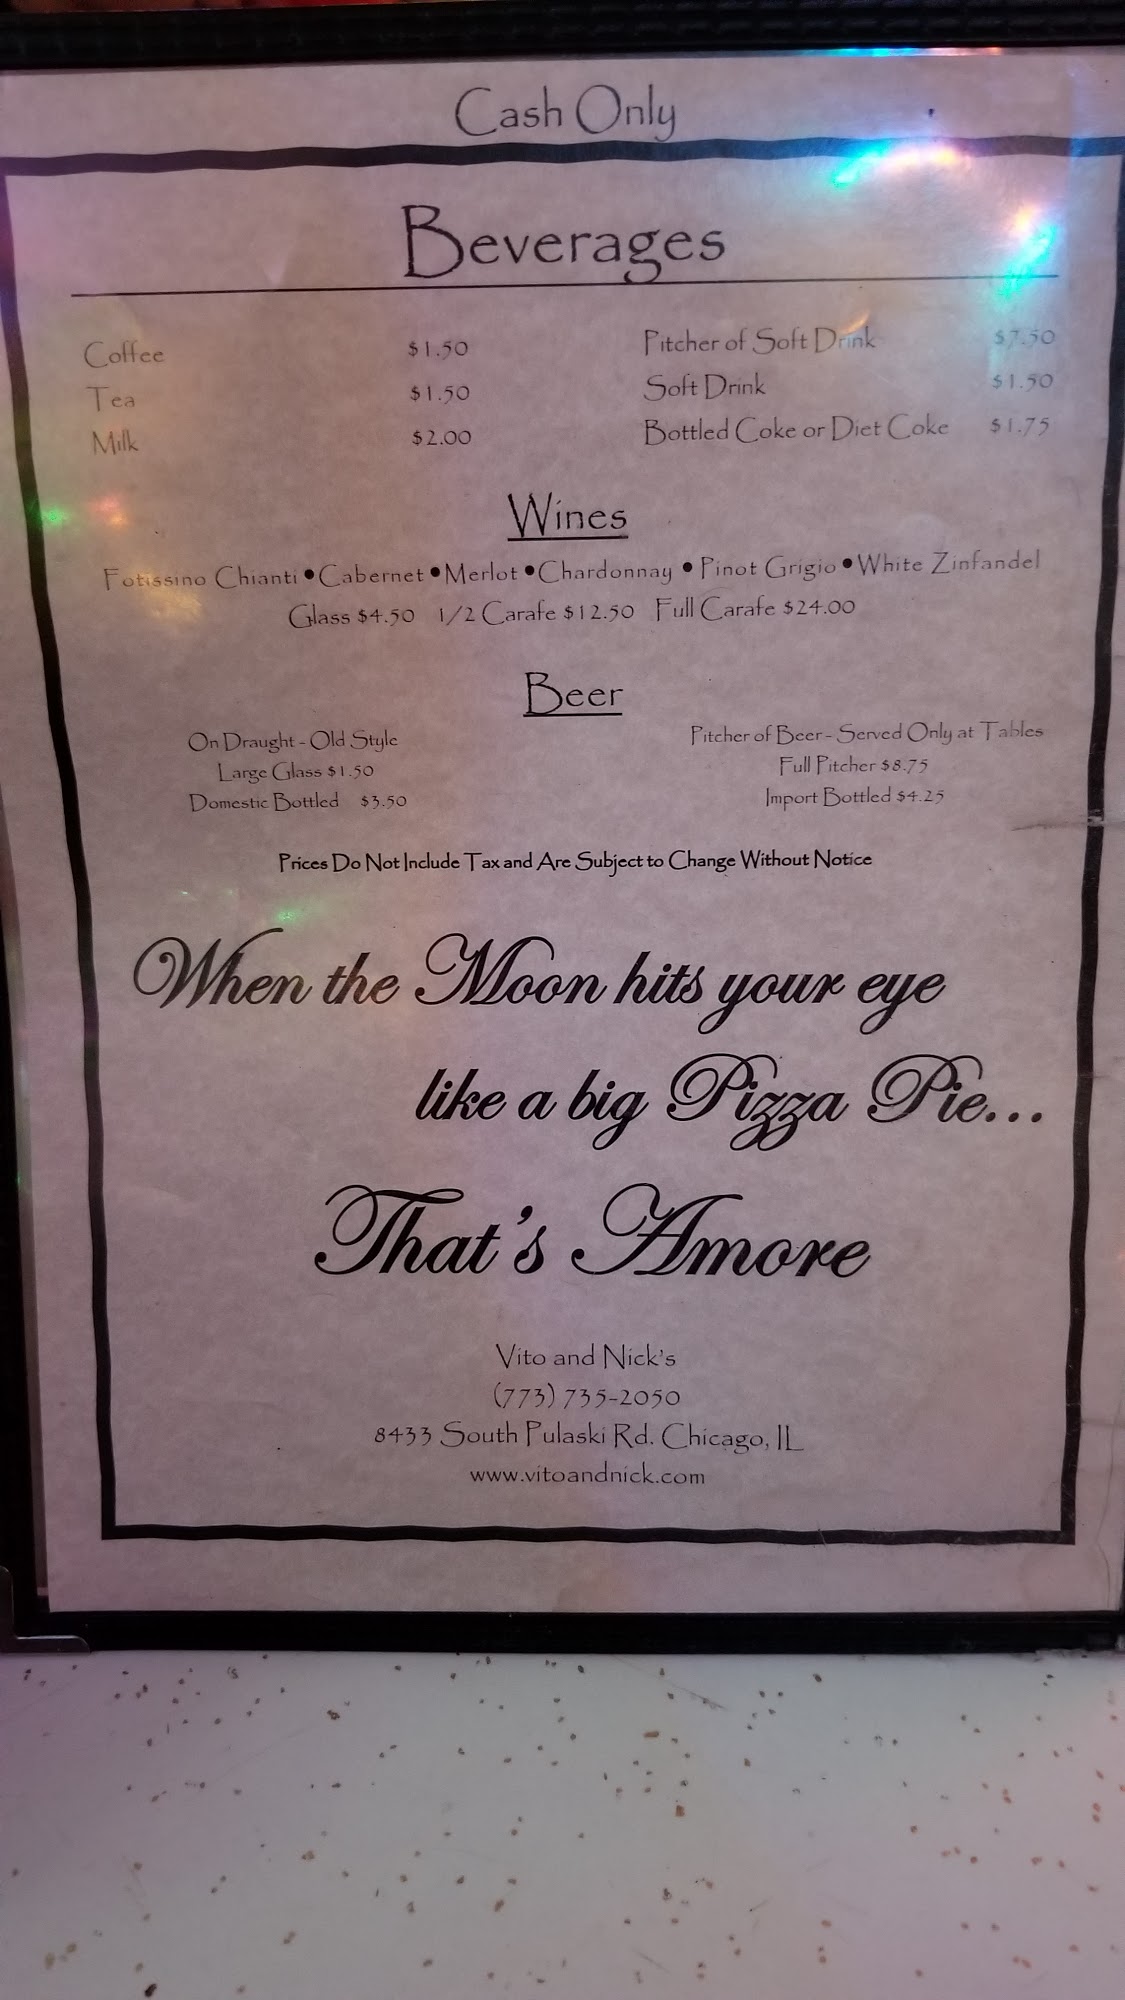 Cash Only
Beverages
Coffee $1.50
Tea $1.50
Milk $2.00
Pitcher of Soft Drink $7.50
Soft Drink $1.50
Bottled Coke or Diet Coke $1.75
Wines
Fotissino Chianti •Cabernet •Merlot •Chardonnay • Pinot Grigio •White Zinfandel
Glass $4.50 1/2 Carafe $12.50 Full Carafe $24.00
Beer
On Draught - Old Style
Large Glass $1.50
Domestic Bottled $3.50
Pitcher of Beer - Served Only at Tables
Full Pitcher $8.75
Import Bottled $4.25
Prices Do Not Include Tax and Are Subject to Change Without Notice
When the Moon hits your eye
like a big Pizza Pie...
That's Amore
Vito and Nick's
(773) 735-2050
8433 South Pulaski Rd. Chicago, IL
www.vitoandnick.com